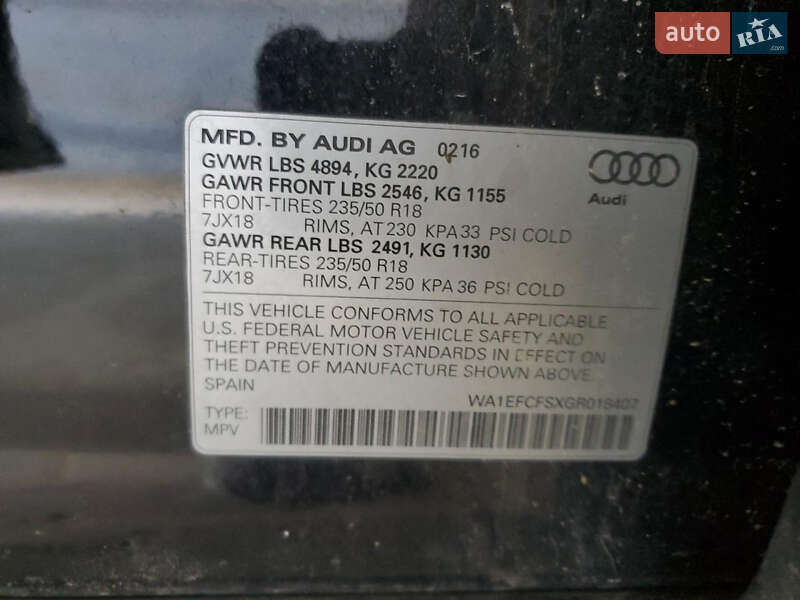 auto RIA.com
MFD. BY AUDI AG 0216
GVWR LBS 4894, KG 2220
GAWR FRONT LBS 2546, KG 1155
FRONT-TIRES 235/50 R18
7JX18 RIMS, AT 230 KPA 33 PSI COLD
GAWR REAR LBS 2491, KG 1130
REAR-TIRES 235/50 R18
7JX18 RIMS, AT 250 KPA 36 PSI COLD
Audi
THIS VEHICLE CONFORMS TO ALL APPLICABLE
U.S. FEDERAL MOTOR VEHICLE SAFETY AND
THEFT PREVENTION STANDARDS IN EFFECT ON
THE DATE OF MANUFACTURE SHOWN ABOVE.
SPAIN
TYPE:
MPV